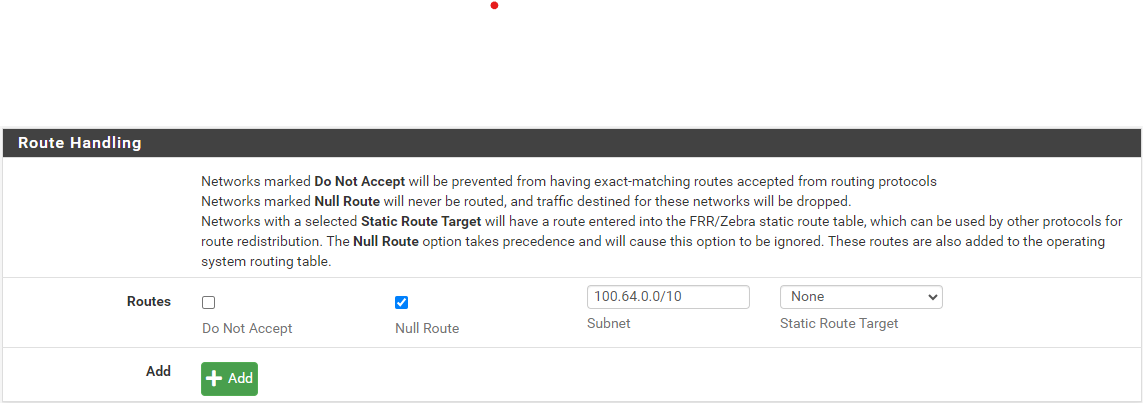 Route Handling
Networks marked Do Not Accept will be prevented from having exact-matching routes accepted from routing protocols
Networks marked Null Route will never be routed, and traffic destined for these networks will be dropped.
Networks with a selected Static Route Target will have a route entered into the FRR/Zebra static route table, which can be used by other protocols for
route redistribution. The Null Route option takes precedence and will cause this option to be ignored. These routes are also added to the operating
system routing table.
Routes
100.64.0.0/10
None
Do Not Accept
Null Route
Subnet
Static Route Target
Add
Add